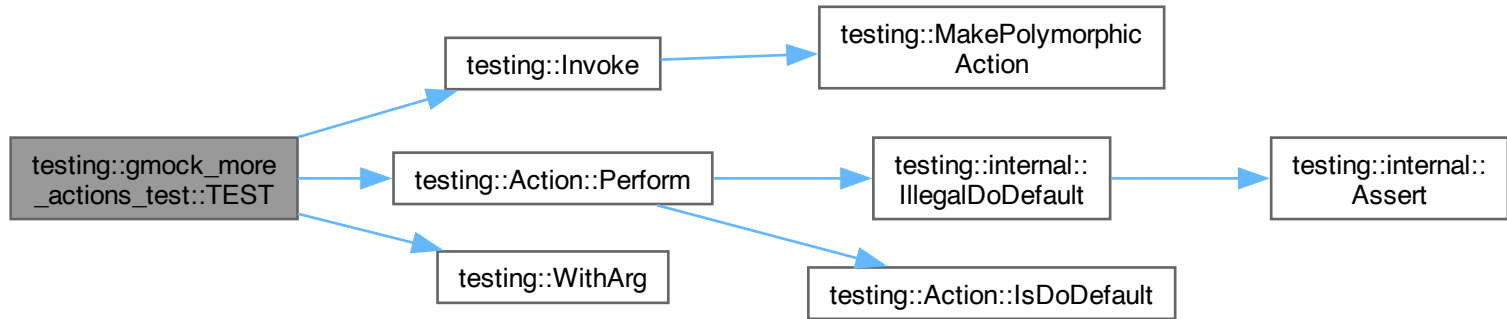 testing::gmock_more
_actions_test::TEST
testing::Invoke
testing::MakePolymorphic
Action
testing::Action::Perform
testing::internal::
IllegalDoDefault
testing::internal::
Assert
testing::WithArg
testing::Action::IsDoDefault